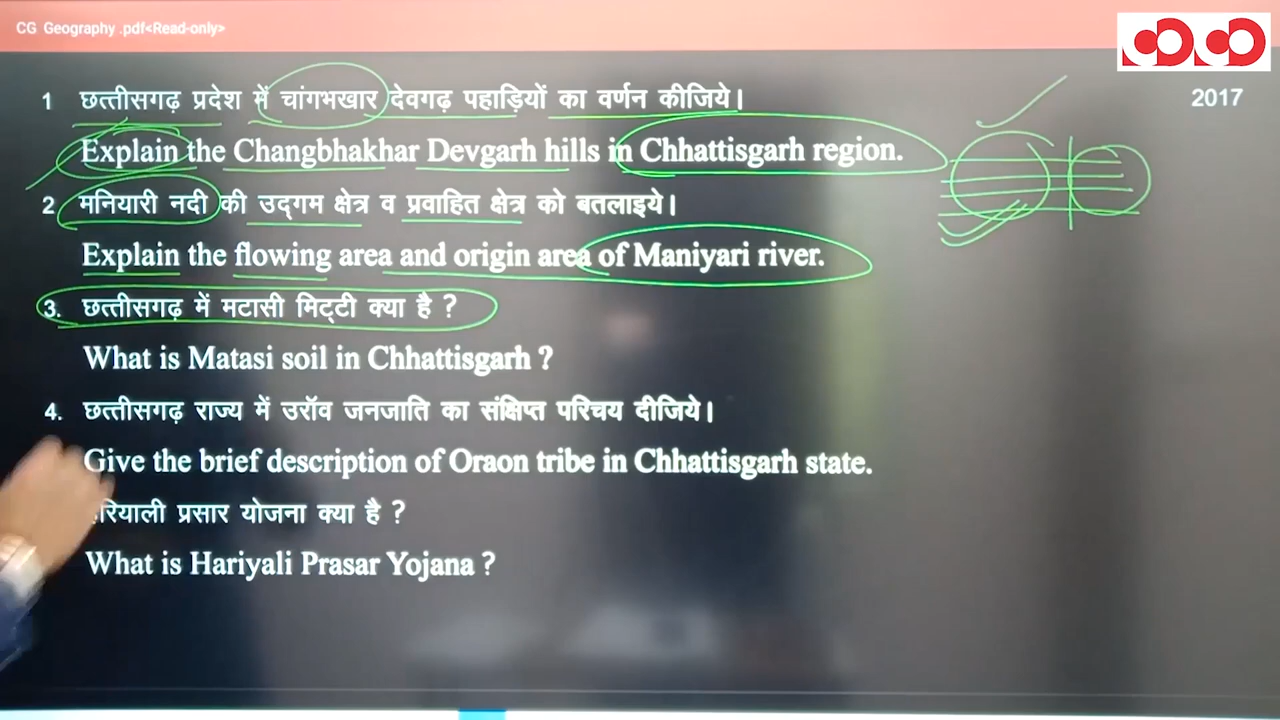 CG Geography .pdf<Read-only>
1 छत्तीसगढ़ प्रदेश में चांगभखार देवगढ़ पहाड़ियों का वर्णन कीजिये। 2017
Explain the Changbhakhar Devgarh hills in Chhattisgarh region.
2 मनियारी नदी की उद्गम क्षेत्र व प्रवाहित क्षेत्र को बतलाइये।
Explain the flowing area and origin area of Maniyari river.
3. छत्तीसगढ़ में मटासी मिट्टी क्या है ?
What is Matasi soil in Chhattisgarh ?
4. छत्तीसगढ़ राज्य में उरॉव जनजाति का संक्षिप्त परिचय दीजिये।
Give the brief description of Oraon tribe in Chhattisgarh state.
प्रसार योजना क्या है ?
What is Hariyali Prasar Yojana ?